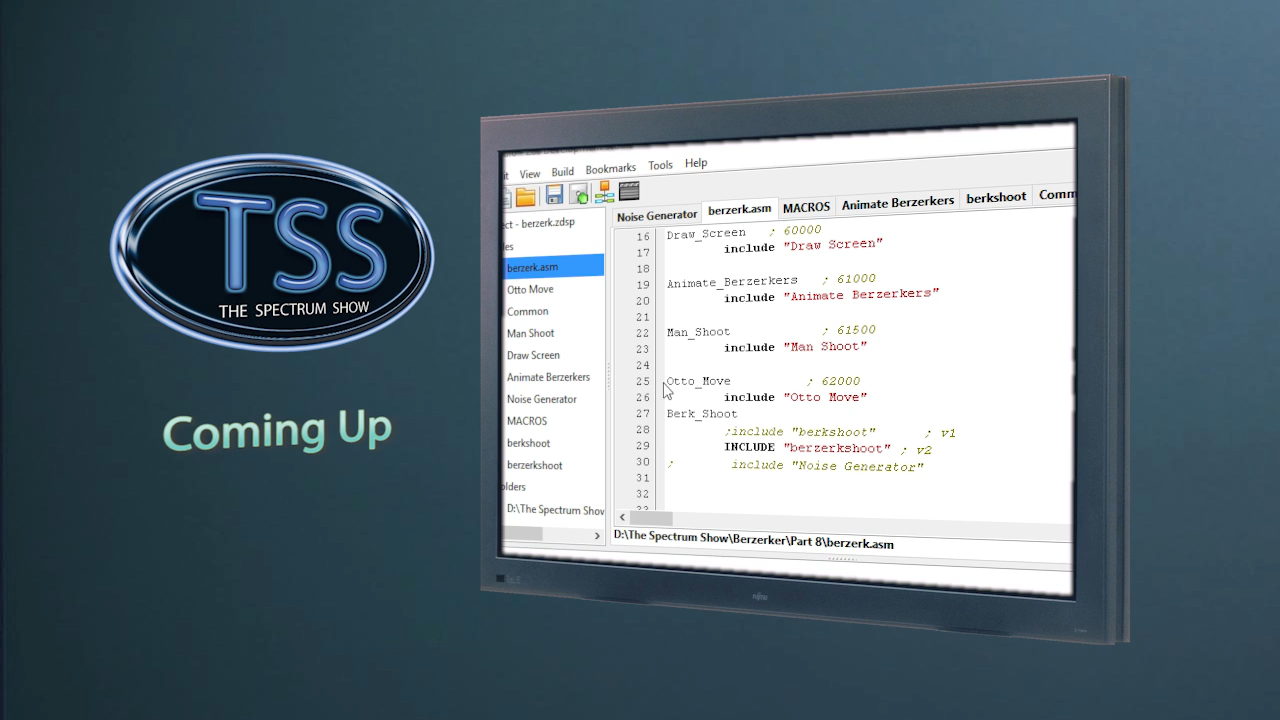 TSS
THE SPECTRUM SHOW
Coming Up
View Build Bookmarks Tools Help
ect - berzerk.zdsp
les
berzerk.asm
Otto Move
Common
Man Shoot
Draw Screen
Animate Berzerkers
Noise Generator
MACROS
berkshoot
berzerkshoot
olders
D:\The Spectrum Show
Noise Generator berzerk.asm MACROS Animate Berzerkers berkshoot Comm
16 Draw_Screen ; 60000
17 include "Draw Screen"
18
19 Animate_Berzerkers ; 61000
20 include "Animate Berzerkers"
21
22 Man_Shoot ; 61500
23 include "Man Shoot"
24
25 Otto_Move ; 62000
26 include "Otto Move"
27 Berk_Shoot
28 ;include "berkshoot" ; v1
29 INCLUDE "berzerkshoot" ; v2
30 ; include "Noise Generator"
31
32
D:\The Spectrum Show\Berzerker\Part 8\berzerk.asm